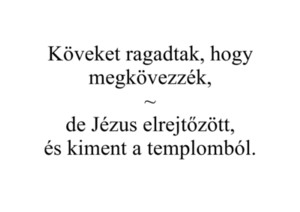 Köveket ragadtak, hogy
megkövezzék,
~
de Jézus elrejtőzött,
és kiment a templomból.